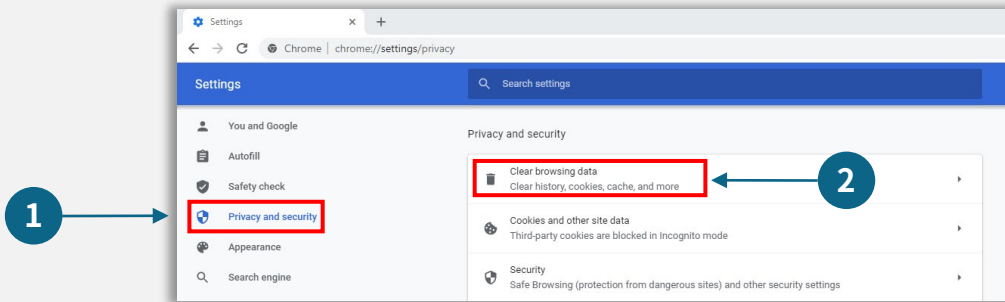 Settings
Chrome | chrome://settings/privacy
Settings
Search settings
You and Google
Autofill
Safety check
Privacy and security
Appearance
Search engine
Privacy and security
Clear browsing data
Clear history, cookies, cache, and more
Cookies and other site data
Third-party cookies are blocked in Incognito mode
Security
Safe Browsing (protection from dangerous sites) and other security settings
1
2